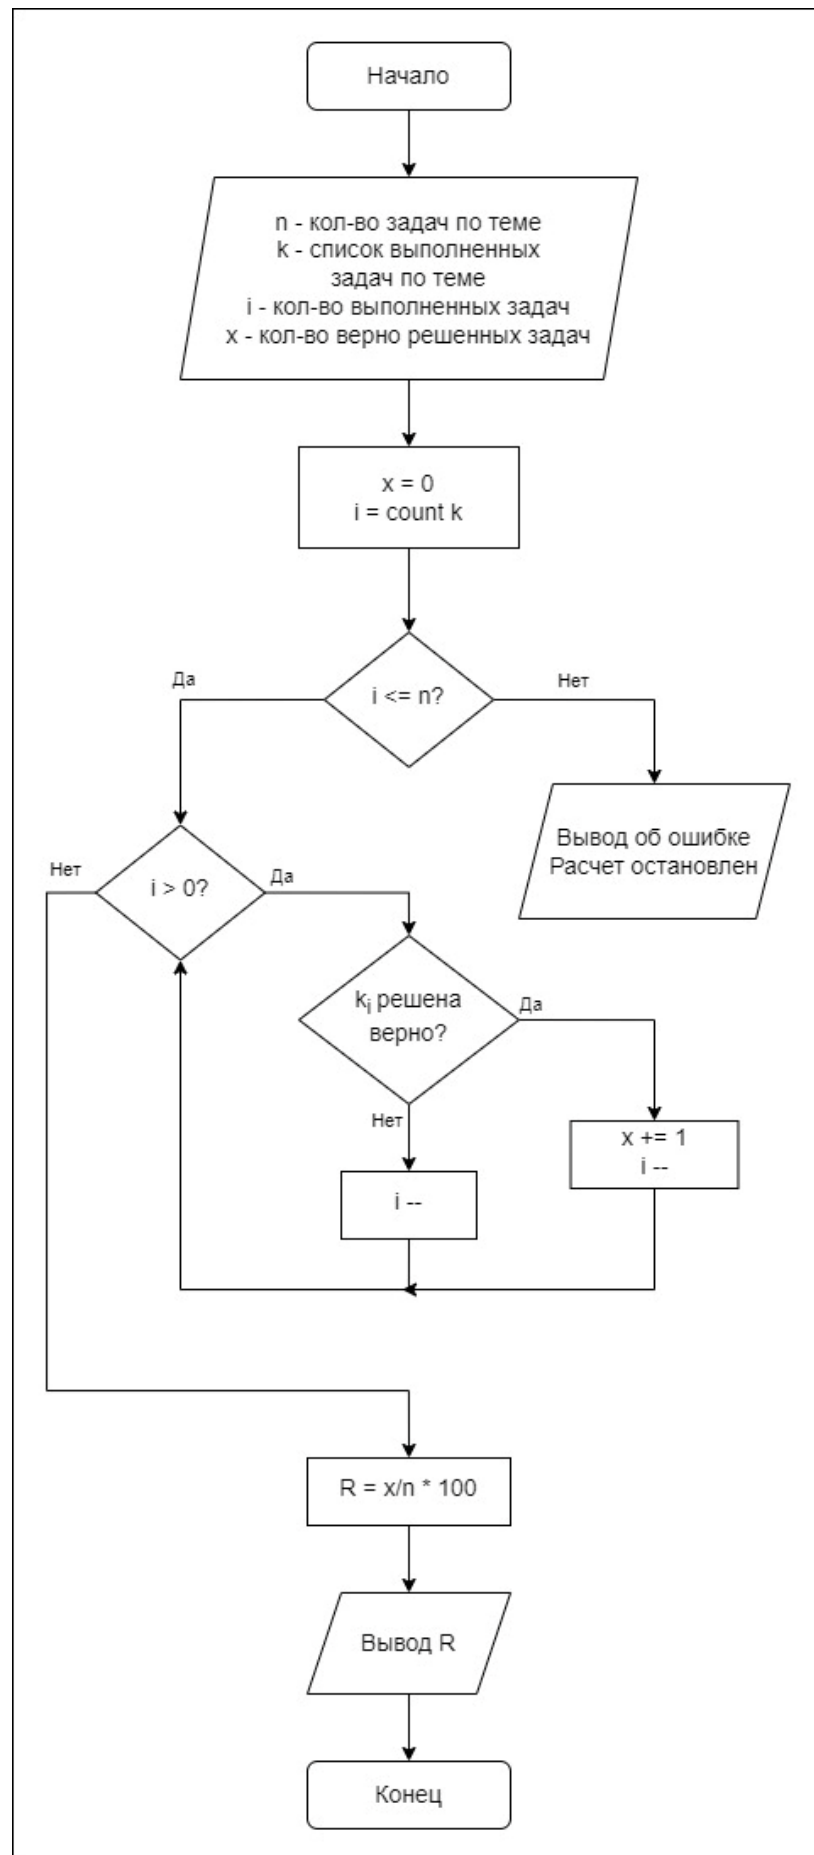 Начало
n - кол-во задач по теме
k - список выполненных
задач по теме
i - кол-во выполненных задач
x - кол-во верно решенных задач
x = 0
i = count k
i <= n?
Да
Нет
Вывод об ошибке
Расчет остановлен
i > 0?
Нет
Да
kᵢ решена
верно?
Да
Нет
x += 1
i --
i --
R = x/n * 100
Вывод R
Конец